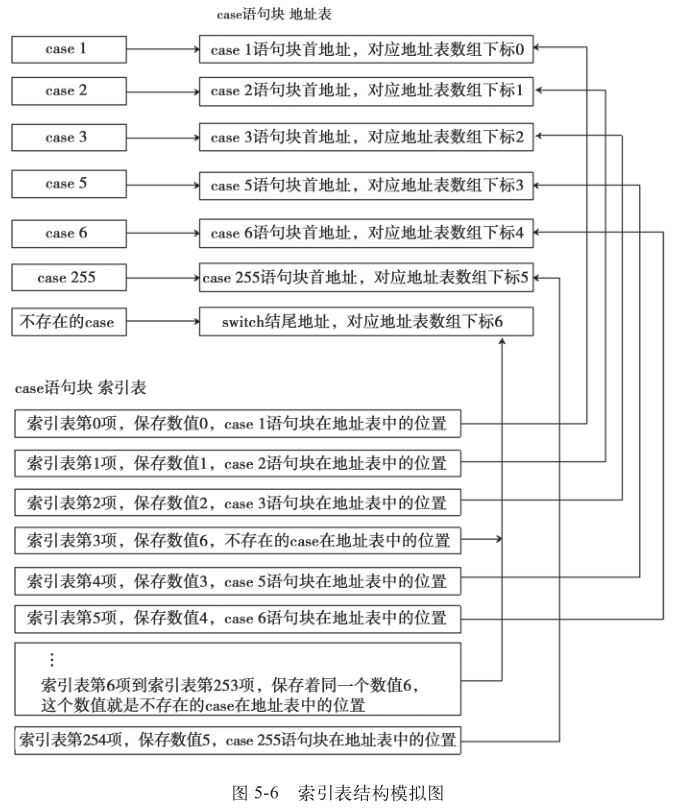 case语句块 地址表
case 1
case 1语句块首地址，对应地址表数组下标0
case 2
case 2语句块首地址，对应地址表数组下标1
case 3
case 3语句块首地址，对应地址表数组下标2
case 5
case 5语句块首地址，对应地址表数组下标3
case 6
case 6语句块首地址，对应地址表数组下标4
case 255
case 255语句块首地址，对应地址表数组下标5
不存在的case
switch结尾地址，对应地址表数组下标6
case语句块 索引表
索引表第0项，保存数值0，case 1语句块在地址表中的位置
索引表第1项，保存数值1，case 2语句块在地址表中的位置
索引表第2项，保存数值2，case 3语句块在地址表中的位置
索引表第3项，保存数值6，不存在的case在地址表中的位置
索引表第4项，保存数值3，case 5语句块在地址表中的位置
索引表第5项，保存数值4，case 6语句块在地址表中的位置
⋮
索引表第6项到索引表第253项，保存着同一个数值6，
这个数值就是不存在的case在地址表中的位置
索引表第254项，保存数值5，case 255语句块在地址表中的位置
图 5-6 索引表结构模拟图